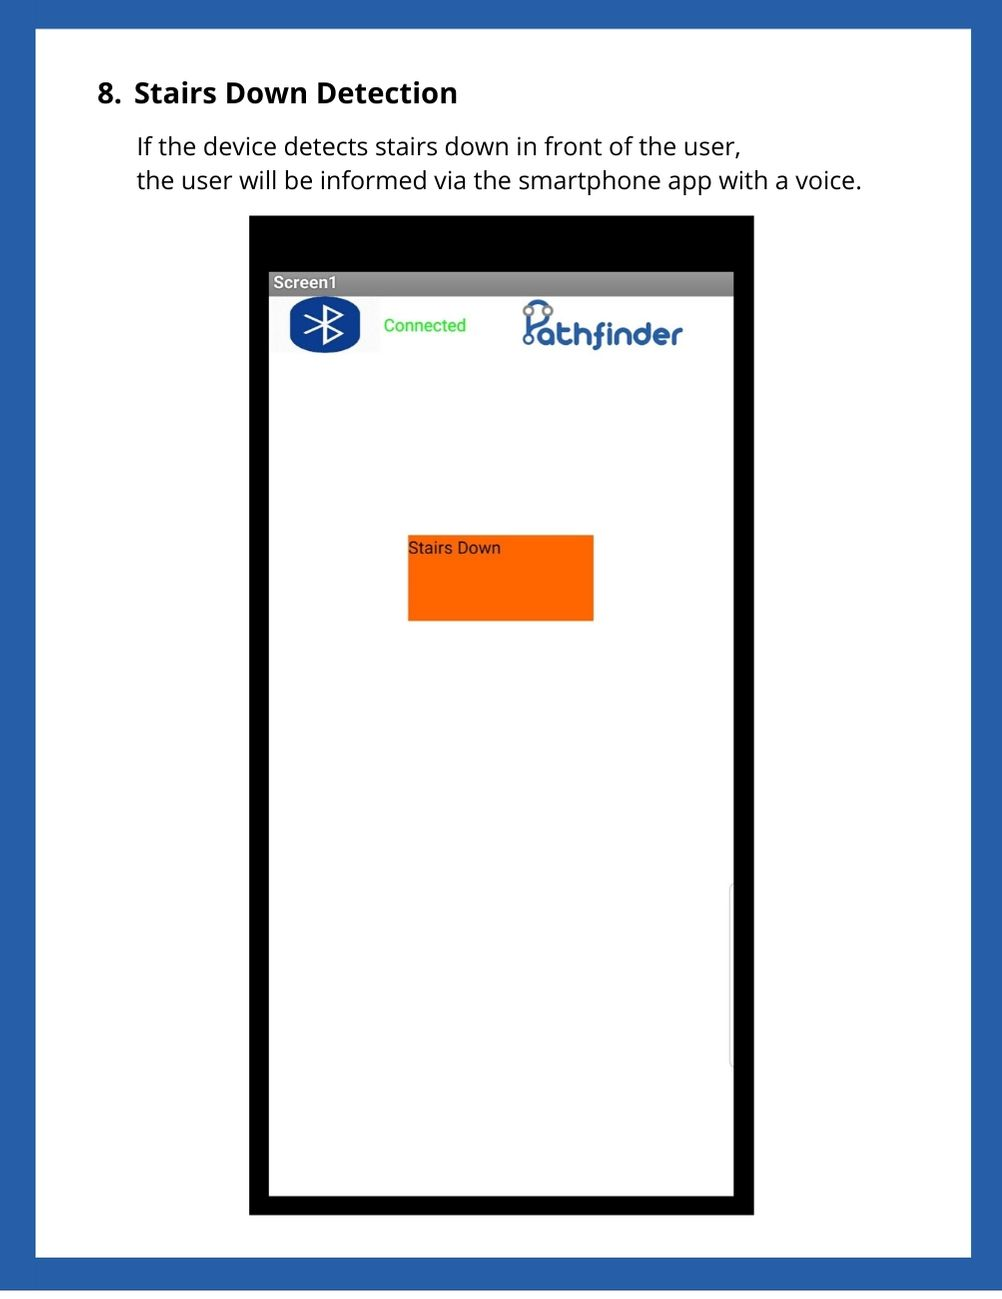 8. Stairs Down Detection
If the device detects stairs down in front of the user,
the user will be informed via the smartphone app with a voice.
Screen1
Connected
Pathfinder
Stairs Down